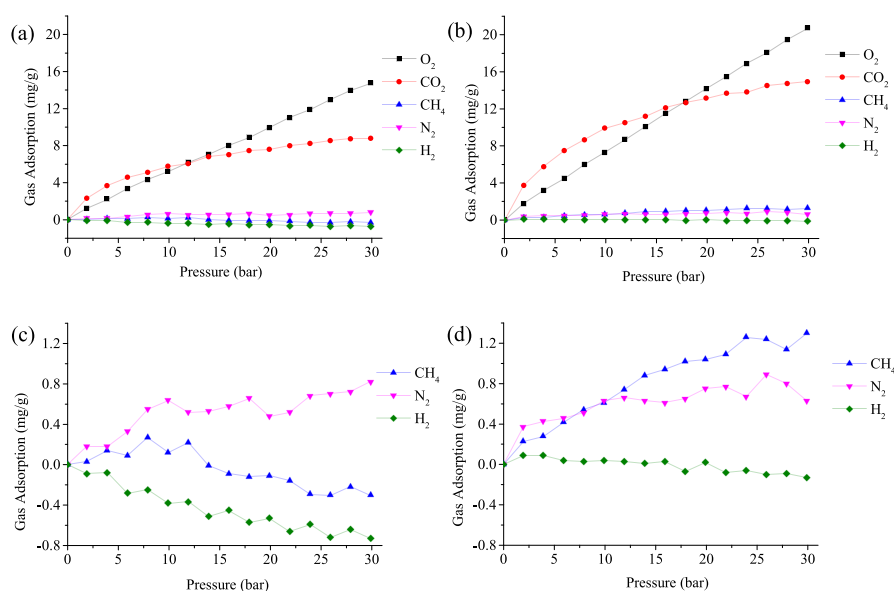 (a)
Gas Adsorption (mg/g)
20
16
12
8
4
0
0 5 10 15 20 25 30
Pressure (bar)
O₂
CO₂
CH₄
N₂
H₂
(b)
Gas Adsorption (mg/g)
20
16
12
8
4
0
0 5 10 15 20 25 30
Pressure (bar)
O₂
CO₂
CH₄
N₂
H₂
(c)
Gas Adsorption (mg/g)
1.2
0.8
0.4
0.0
-0.4
-0.8
0 5 10 15 20 25 30
Pressure (bar)
CH₄
N₂
H₂
(d)
Gas Adsorption (mg/g)
1.2
0.8
0.4
0.0
-0.4
-0.8
0 5 10 15 20 25 30
Pressure (bar)
CH₄
N₂
H₂